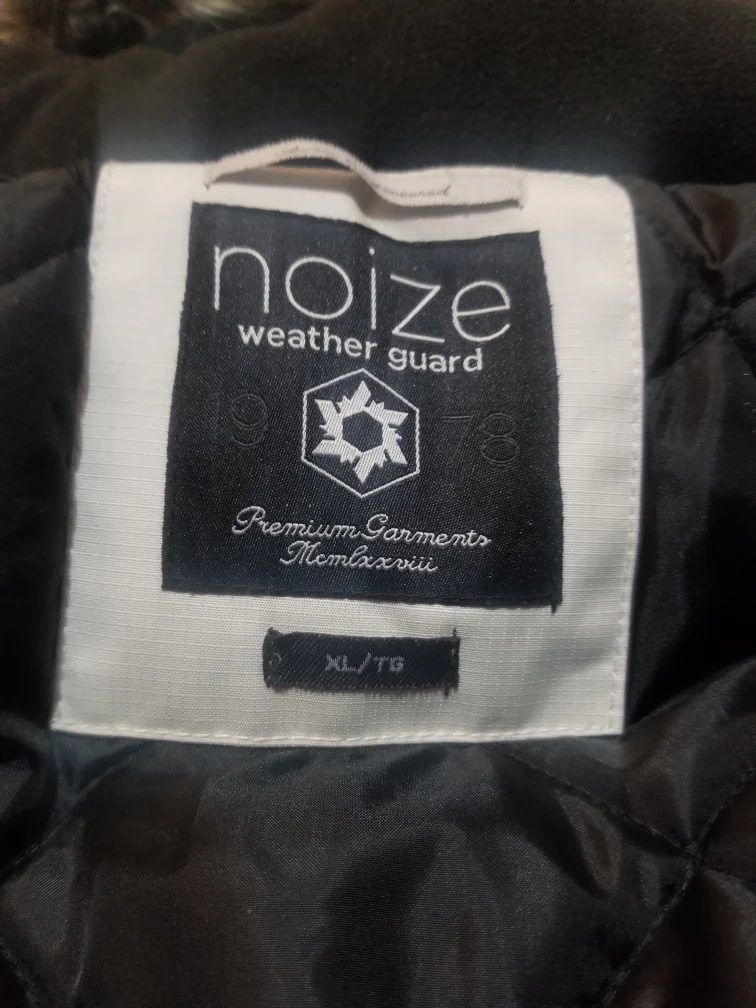 noize
weather guard
19 78
Premium Garments
Mcmlxxviii
XL/TG